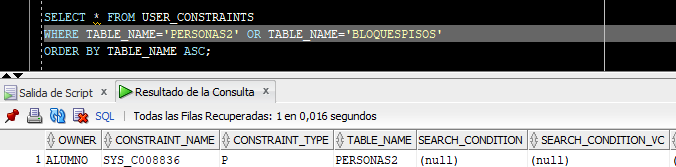 SELECT * FROM USER_CONSTRAINTS
WHERE TABLE_NAME='PERSONAS2' OR TABLE_NAME='BLOQUESPISOS'
ORDER BY TABLE_NAME ASC;
Salida de Script x Resultado de la Consulta x
SQL | Todas las Filas Recuperadas: 1 en 0,016 segundos
OWNER CONSTRAINT_NAME CONSTRAINT_TYPE TABLE_NAME SEARCH_CONDITION SEARCH_CONDITION_VC
1 ALUMNO SYS_C008836 P PERSONAS2 (null) (null)